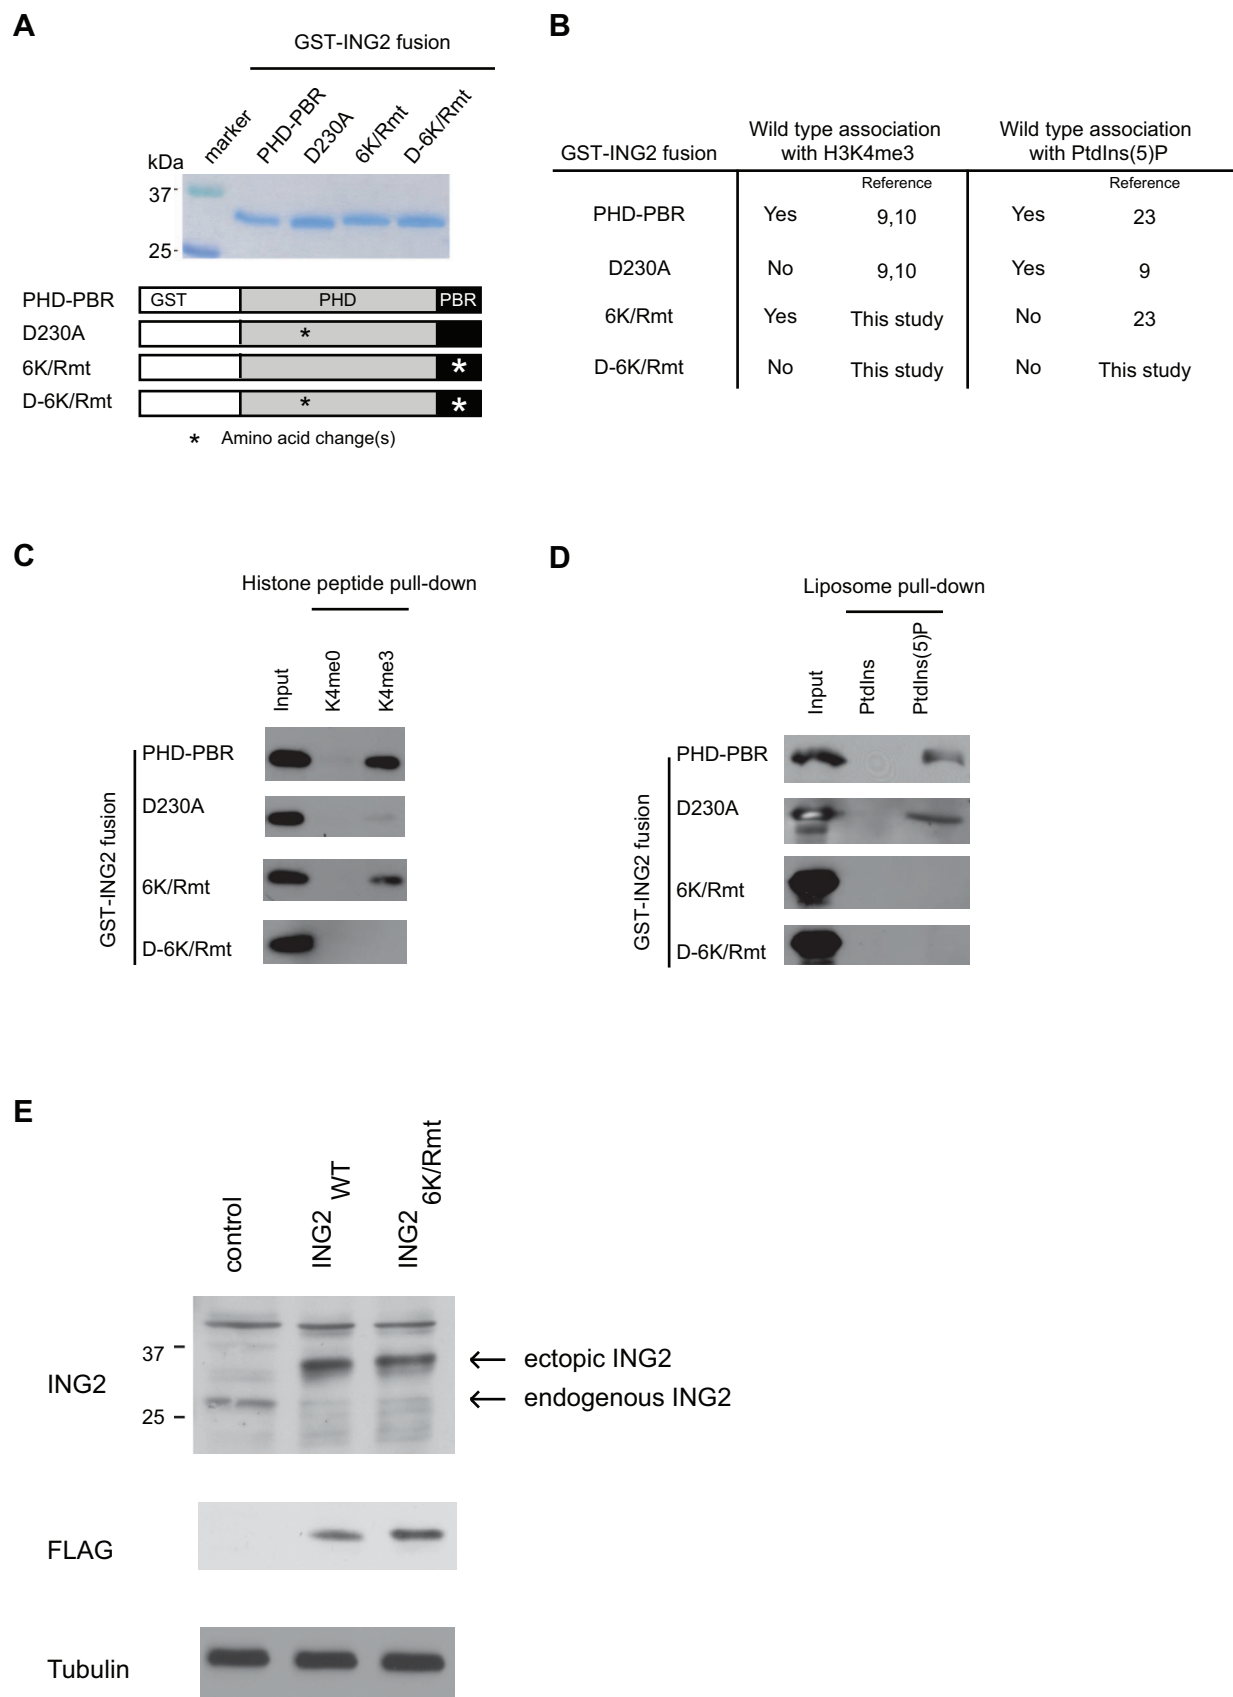 A
GST-ING2 fusion
marker
PHD-PBR
D230A
6K/Rmt
D-6K/Rmt
kDa
37-
25-
PHD-PBR
GST
PHD
PBR
D230A
*
6K/Rmt
*
D-6K/Rmt
*
*
* Amino acid change(s)
B
GST-ING2 fusion
Wild type association
with H3K4me3
Wild type association
with PtdIns(5)P
Reference
Reference
PHD-PBR Yes 9,10 Yes 23
D230A No 9,10 Yes 9
6K/Rmt Yes This study No 23
D-6K/Rmt No This study No This study
C
Histone peptide pull-down
Input
K4me0
K4me3
GST-ING2 fusion
PHD-PBR
D230A
6K/Rmt
D-6K/Rmt
D
Liposome pull-down
Input
PtdIns
PtdIns(5)P
GST-ING2 fusion
PHD-PBR
D230A
6K/Rmt
D-6K/Rmt
E
control
ING2 WT
ING2 6K/Rmt
ING2
37 –
25 –
← ectopic ING2
← endogenous ING2
FLAG
Tubulin